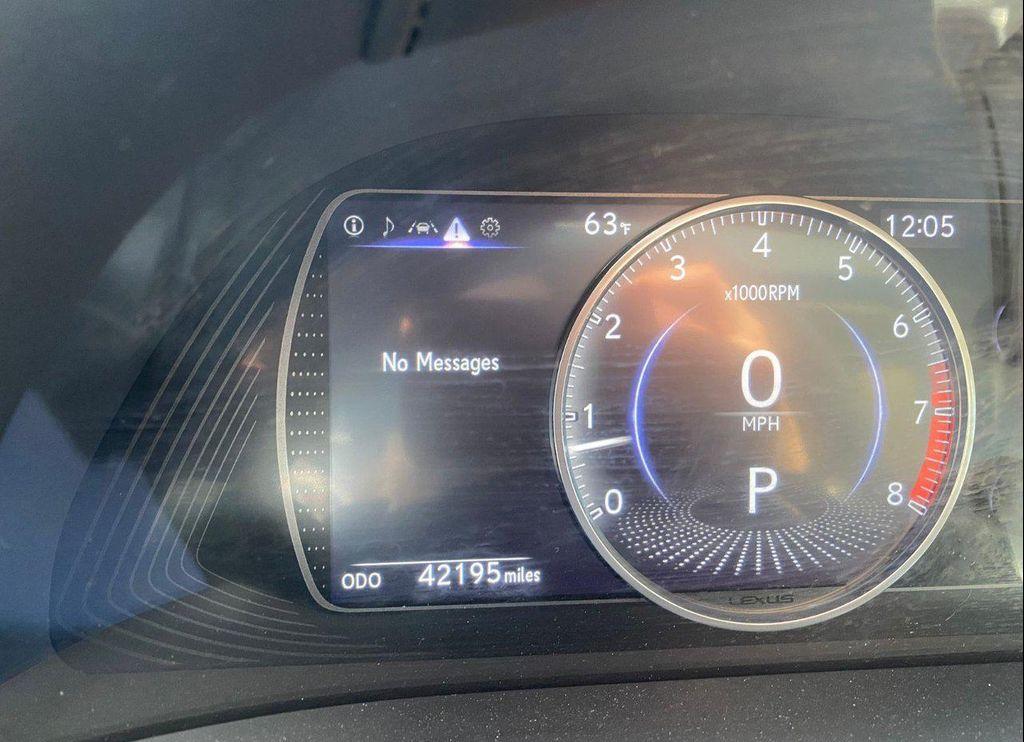 63°F
12:05
No Messages
0
1
2
3
4
5
6
7
8
x1000RPM
0
MPH
P
ODO 42195 miles
LEXUS